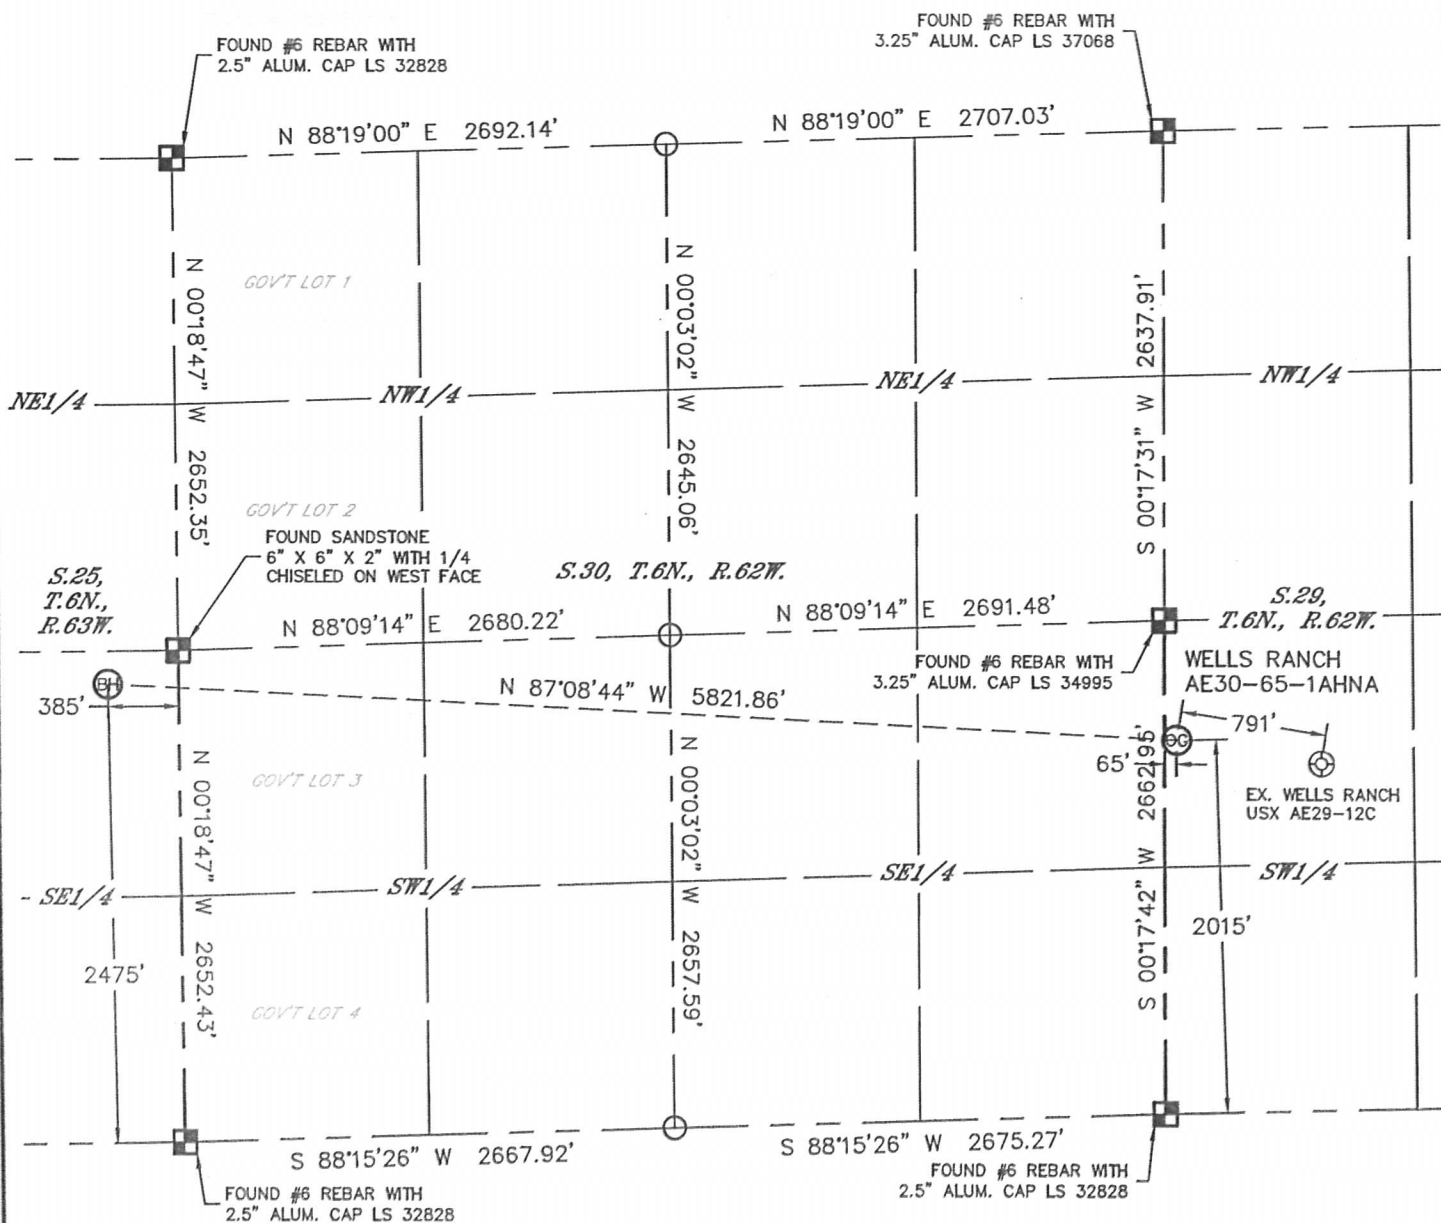 FOUND #6 REBAR WITH
2.5" ALUM. CAP LS 32828
FOUND #6 REBAR WITH
3.25" ALUM. CAP LS 37068
N 88°19'00" E 2692.14'
N 88°19'00" E 2707.03'
N 00°18'47" W 2652.35'
GOV'T LOT 1
N 00°03'02" W 2645.06'
S 00°17'31" W 2637.91'
NE1/4
NW1/4
NE1/4
NW1/4
GOV'T LOT 2
FOUND SANDSTONE
6" X 6" X 2" WITH 1/4
CHISELED ON WEST FACE
S.25,
T.6N.,
R.63W.
S.30, T.6N., R.62W.
S.29,
T.6N., R.62W.
N 88°09'14" E 2680.22'
N 88°09'14" E 2691.48'
FOUND #6 REBAR WITH
3.25" ALUM. CAP LS 34995
WELLS RANCH
AE30-65-1AHNA
BH
385'
N 87°08'44" W 5821.86'
OG
791'
65'
EX. WELLS RANCH
USX AE29-12C
N 00°18'47" W 2652.43'
GOV'T LOT 3
N 00°03'02" W 2657.59'
S 00°17'42" W 2662.95'
SE1/4
SW1/4
SE1/4
SW1/4
2475'
2015'
GOV'T LOT 4
S 88°15'26" W 2667.92'
S 88°15'26" W 2675.27'
FOUND #6 REBAR WITH
2.5" ALUM. CAP LS 32828
FOUND #6 REBAR WITH
2.5" ALUM. CAP LS 32828